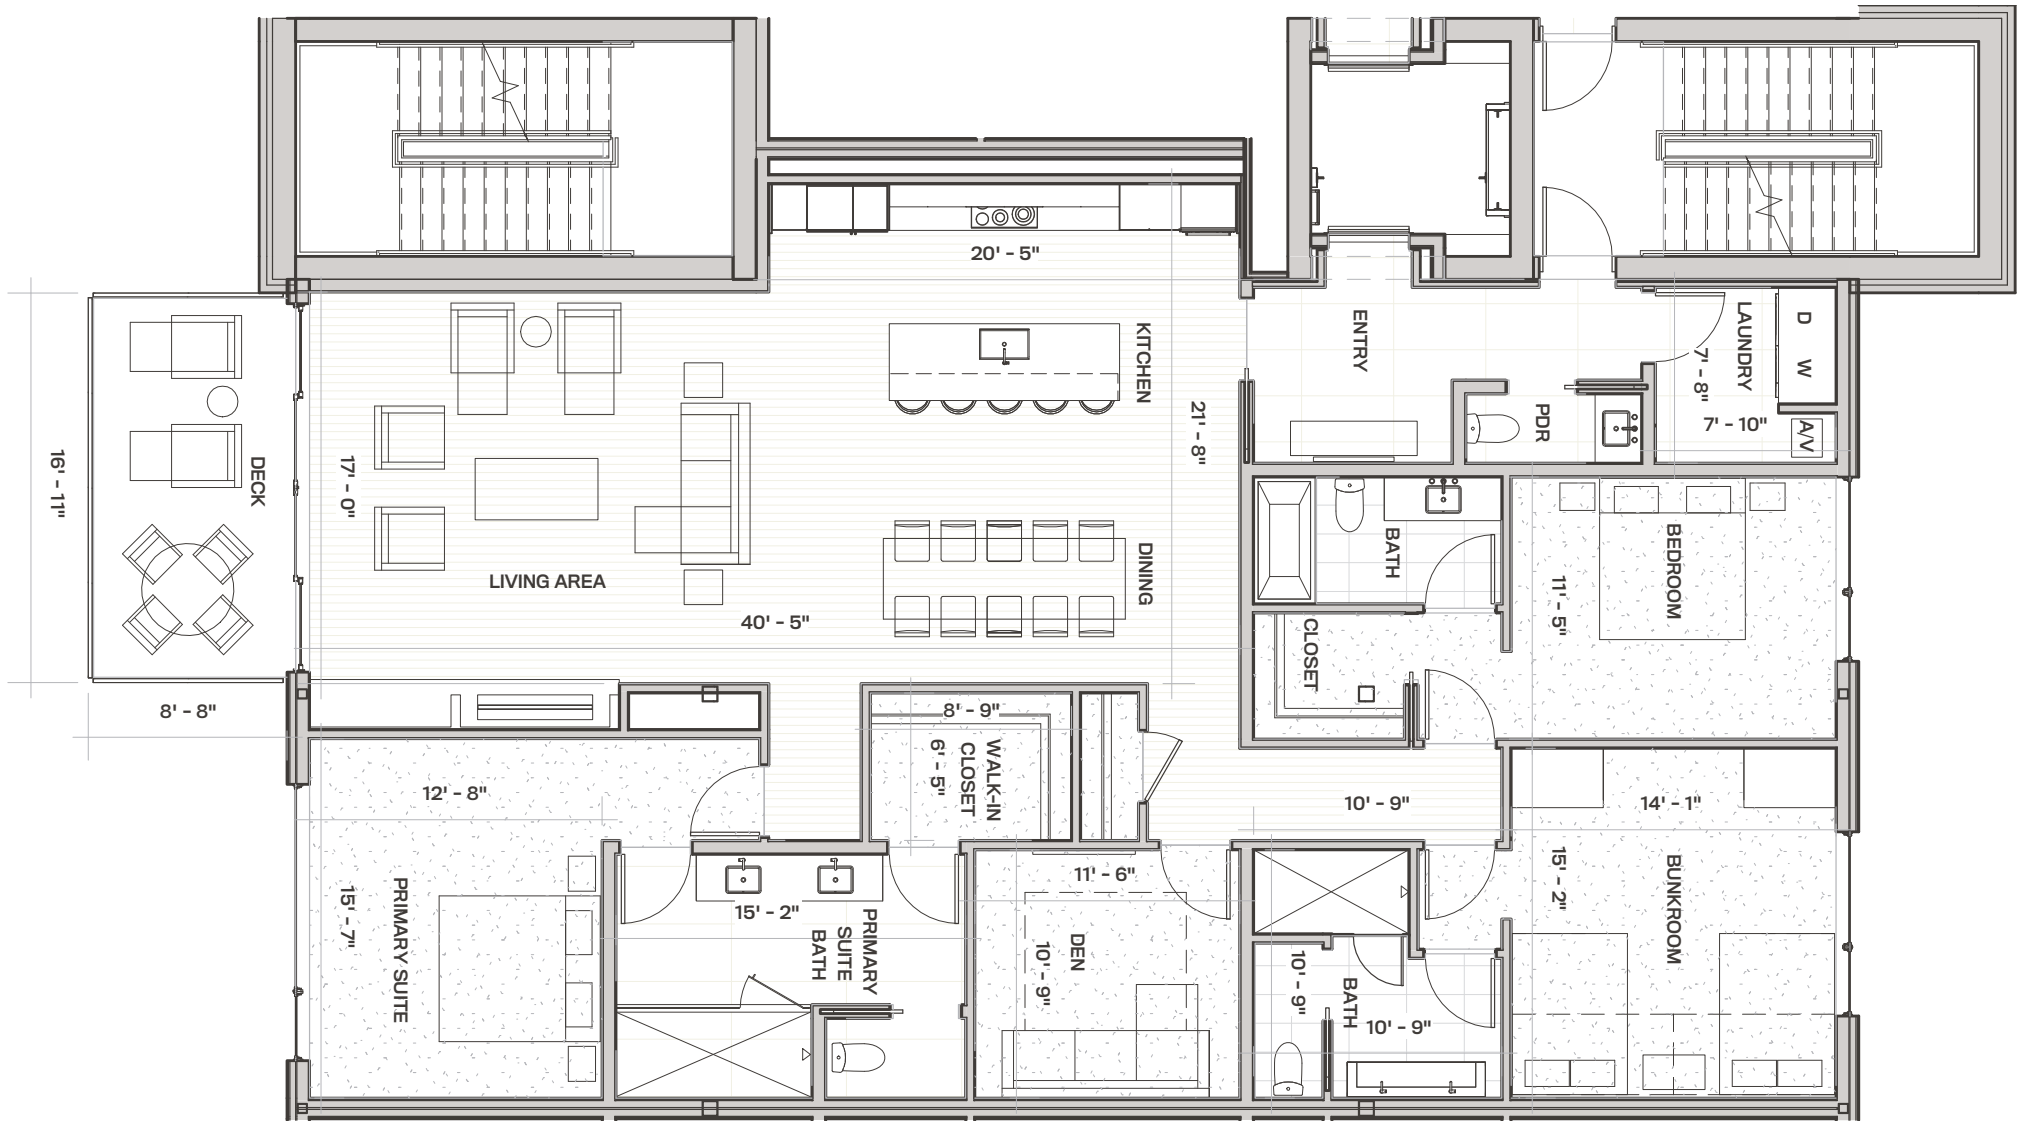 20' - 5"
ENTRY
LAUNDRY
D
W
7' - 8"
7' - 10"
A/V
PDR
KITCHEN
21' - 8"
16' - 11"
DECK
17' - 0"
LIVING AREA
40' - 5"
DINING
BATH
BEDROOM
11' - 5"
CLOSET
8' - 8"
8' - 9"
6' - 5"
WALK-IN
CLOSET
12' - 8"
10' - 9"
14' - 1"
15' - 7"
PRIMARY SUITE
15' - 2"
PRIMARY
SUITE
BATH
11' - 6"
DEN
10' - 9"
15' - 2"
BUNKROOM
10' - 9"
BATH
10' - 9"